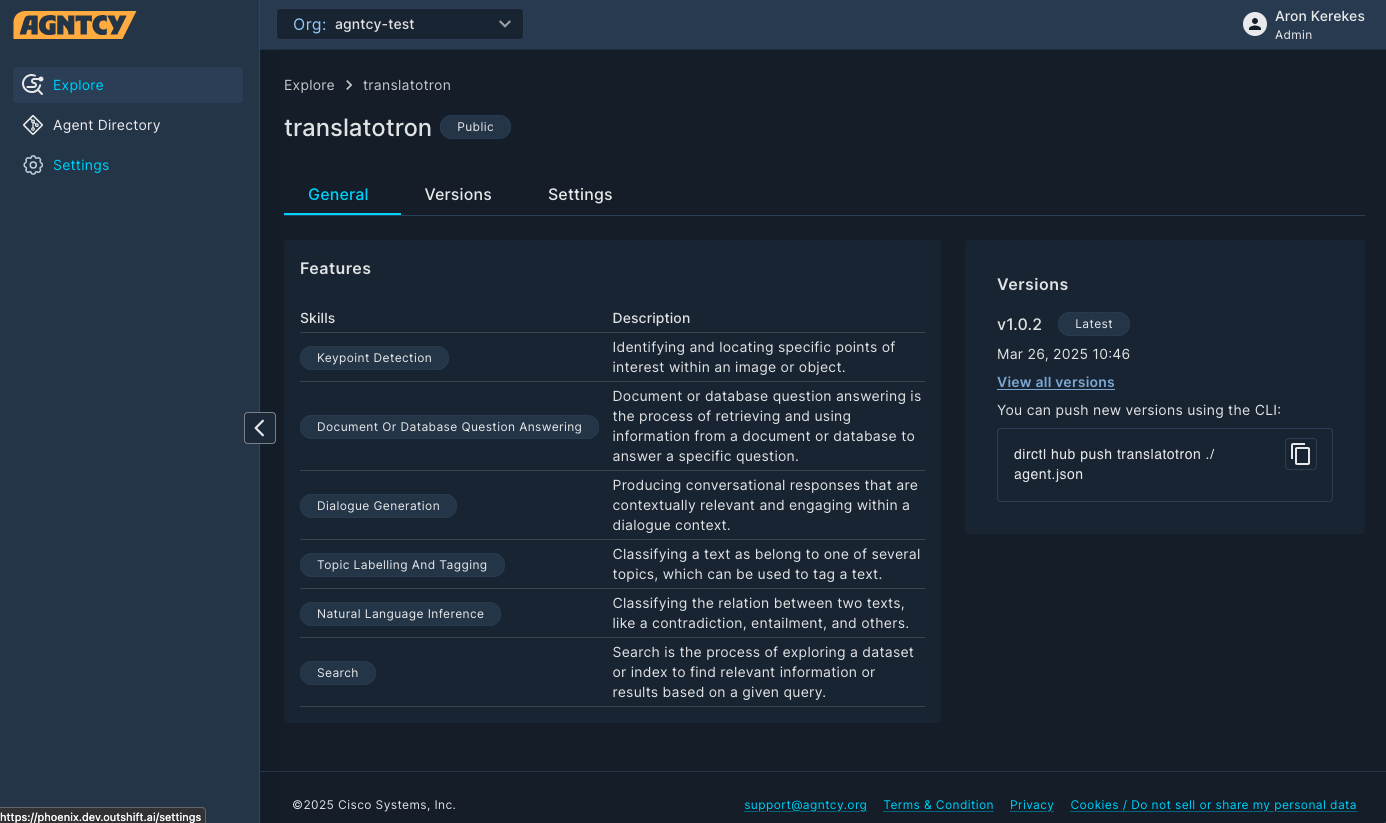 AGNTCY
Org: agntcy-test
Aron Kerekes
Admin
Explore
Agent Directory
Settings
Explore > translatotron
translatotron
Public
General
Versions
Settings
Features
Skills
Description
Keypoint Detection
Identifying and locating specific points of
interest within an image or object.
Document Or Database Question Answering
Document or database question answering is
the process of retrieving and using
information from a document or database to
answer a specific question.
Dialogue Generation
Producing conversational responses that are
contextually relevant and engaging within a
dialogue context.
Topic Labelling And Tagging
Classifying a text as belong to one of several
topics, which can be used to tag a text.
Natural Language Inference
Classifying the relation between two texts,
like a contradiction, entailment, and others.
Search
Search is the process of exploring a dataset
or index to find relevant information or
results based on a given query.
Versions
v1.0.2
Latest
Mar 26, 2025 10:46
View all versions
You can push new versions using the CLI:
dirctl hub push translatotron ./
agent.json
©2025 Cisco Systems, Inc.
support@agntcy.org
Terms & Condition
Privacy
Cookies / Do not sell or share my personal data
https://phoenix.dev.outshift.ai/settings